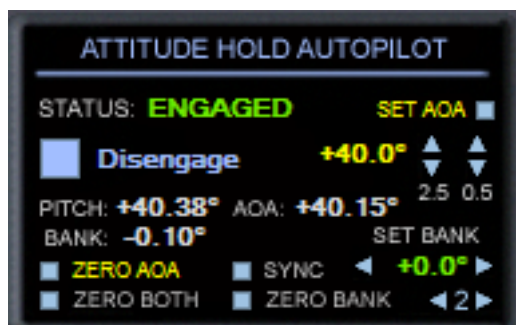 ATTITUDE HOLD AUTOPILOT
STATUS: ENGAGED SET AOA
Disengage +40.0°
2.5 0.5
PITCH: +40.38° AOA: +40.15°
BANK: -0.10° SET BANK
ZERO AOA SYNC +0.0°
ZERO BOTH ZERO BANK 2